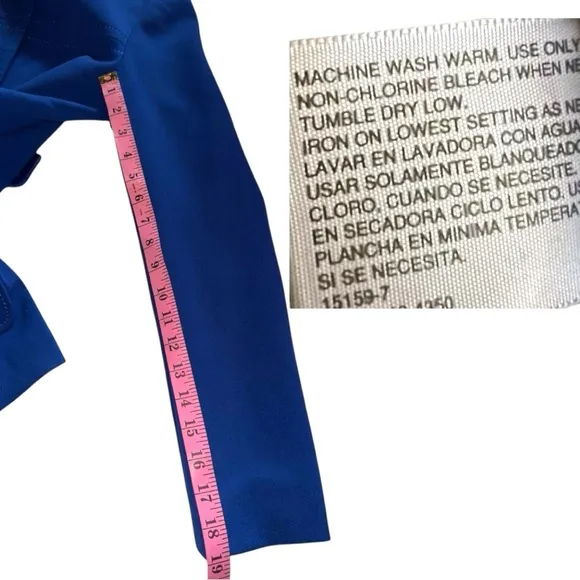 MACHINE WASH WARM. USE ONLY
NON-CHLORINE BLEACH WHEN NE
TUMBLE DRY LOW.
IRON ON LOWEST SETTING AS NE
LAVAR EN LAVADORA CON AGUA
USAR SOLAMENTE BLANQUEADO
CLORO, CUANDO SE NECESITE.
EN SECADORA CICLO LENTO. U
PLANCHA EN MINIMA TEMPERA
SI SE NECESITA.
15159-7
1
2
3
4
5
6
7
8
9
10
11
12
13
14
15
16
17
18
19